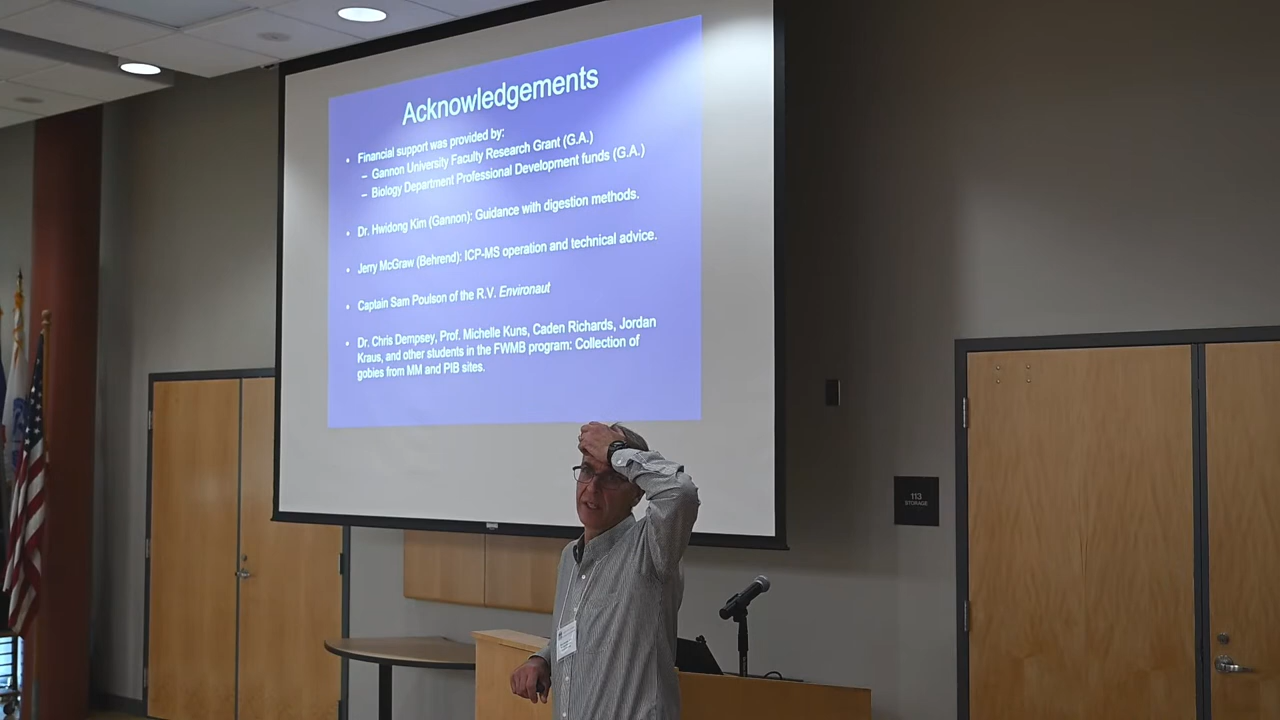 Acknowledgements
• Financial support was provided by:
– Gannon University Faculty Research Grant (G.A.)
– Biology Department Professional Development funds (G.A.)
• Dr. Hwidong Kim (Gannon): Guidance with digestion methods.
• Jerry McGraw (Behrend): ICP-MS operation and technical advice.
• Captain Sam Poulson of the R.V. Environaut
• Dr. Chris Dempsey, Prof. Michelle Kuns, Caden Richards, Jordan
Kraus, and other students in the FWMB program: Collection of
gobies from MM and PIB sites.
113
STORAGE